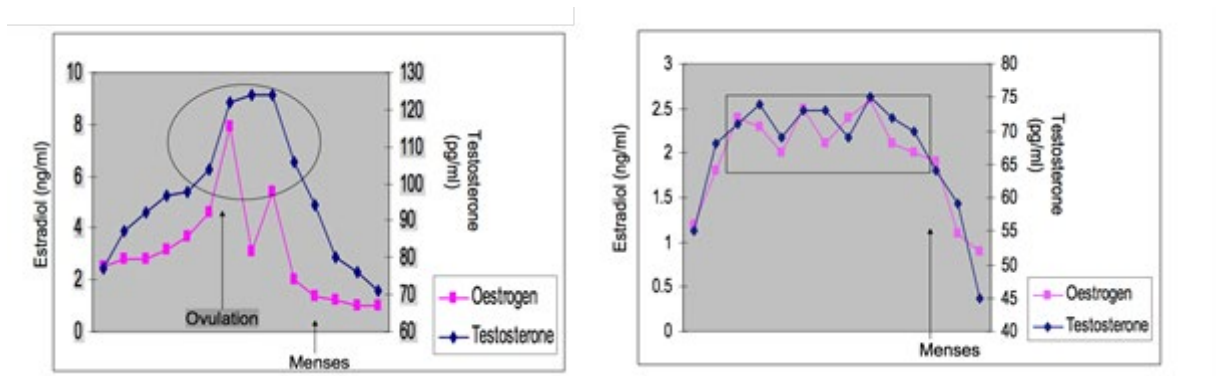 10
8
6
4
2
0
Estradiol (ng/ml)
130
120
110
100
90
80
70
60
Testosterone
(pg/ml)
Ovulation
Menses
Oestrogen
Testosterone
3
2.5
2
1.5
1
0.5
0
Estradiol (ng/ml)
80
75
70
65
60
55
50
45
40
Testosterone
(pg/ml)
Menses
Oestrogen
Testosterone